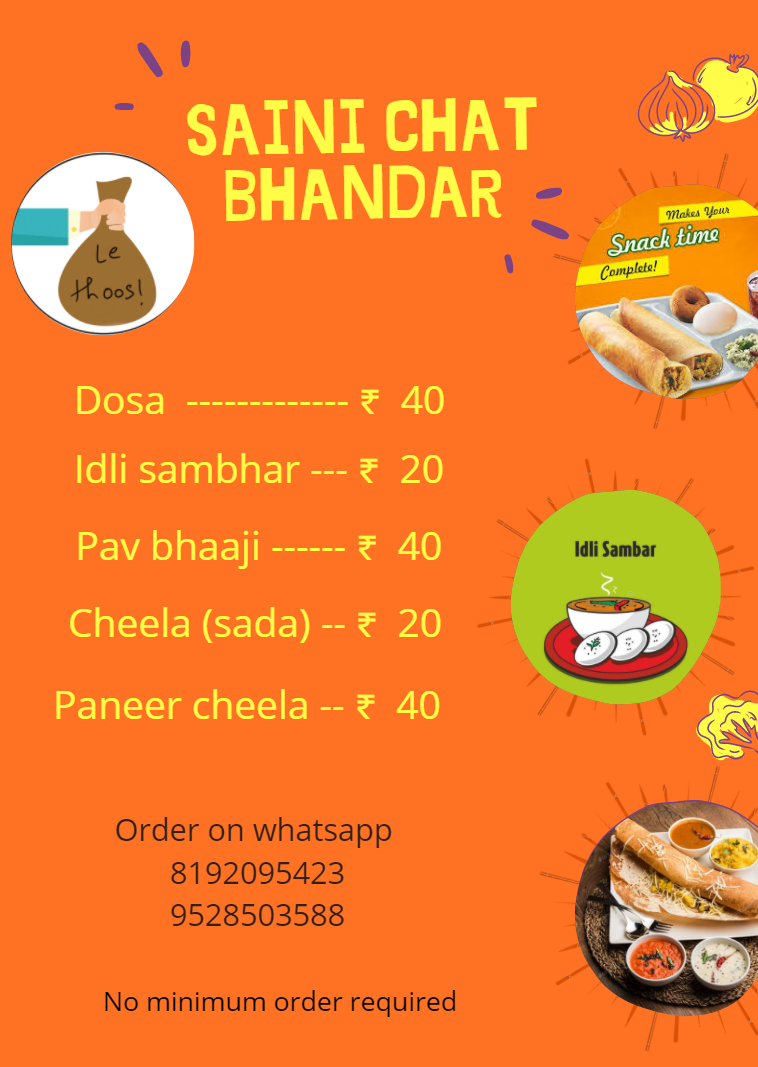 SAINI CHAT
BHANDAR
Le
thoos!
Makes Your
Snack time
Complete!
Dosa ------------- ₹ 40
Idli sambhar --- ₹ 20
Pav bhaaji ------ ₹ 40
Idli Sambar
Cheela (sada) -- ₹ 20
Paneer cheela -- ₹ 40
Order on whatsapp
8192095423
9528503588
No minimum order required